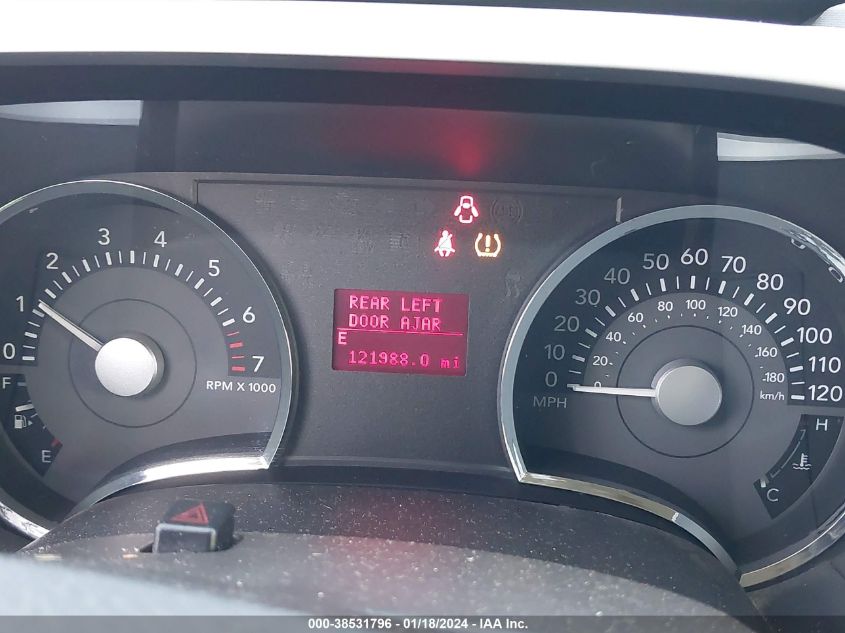 0
1
2
3
4
5
6
7
RPM X 1000
F
E
REAR LEFT
DOOR AJAR
E
121988.0 mi
0
10
20
30
40
50
60
70
80
90
100
110
120
MPH
0
20
40
60
80
100
120
.140
.160
.180
km/h
H
C
000-38531796 - 01/18/2024 - © IAA Inc.